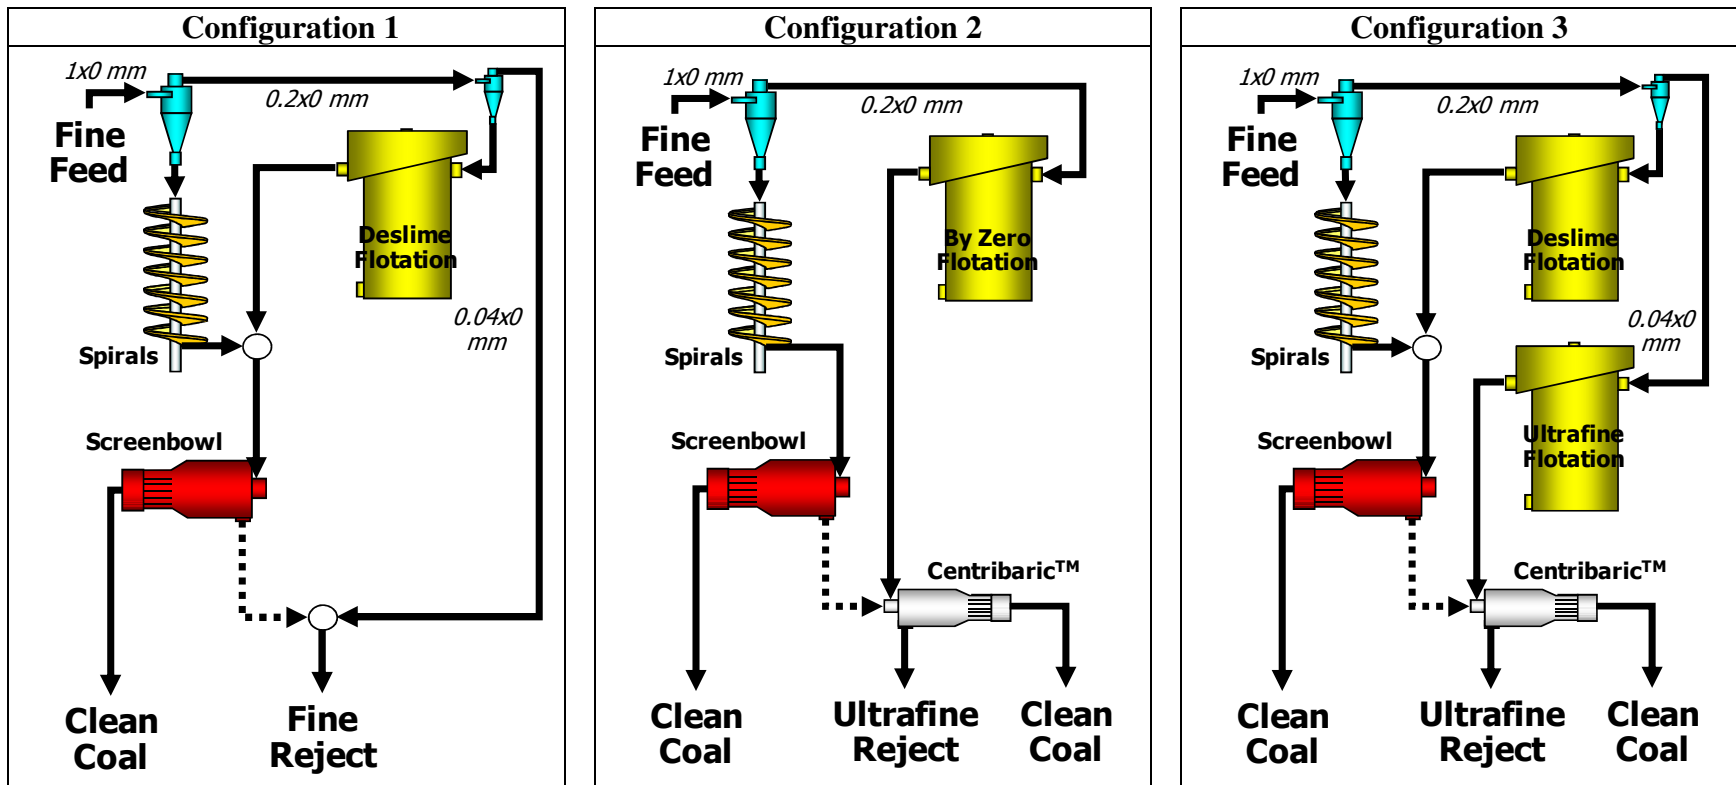 Configuration 1
1x0 mm
0.2x0 mm
Fine
Feed
Deslime
Flotation
0.04x0
mm
Spirals
Screenbowl
Clean
Coal
Fine
Reject
Configuration 2
1x0 mm
0.2x0 mm
Fine
Feed
By Zero
Flotation
Spirals
Screenbowl
Centribaric™
Clean
Coal
Ultrafine
Reject
Clean
Coal
Configuration 3
1x0 mm
0.2x0 mm
Fine
Feed
Deslime
Flotation
0.04x0
mm
Spirals
Ultrafine
Flotation
Screenbowl
Centribaric™
Clean
Coal
Ultrafine
Reject
Clean
Coal